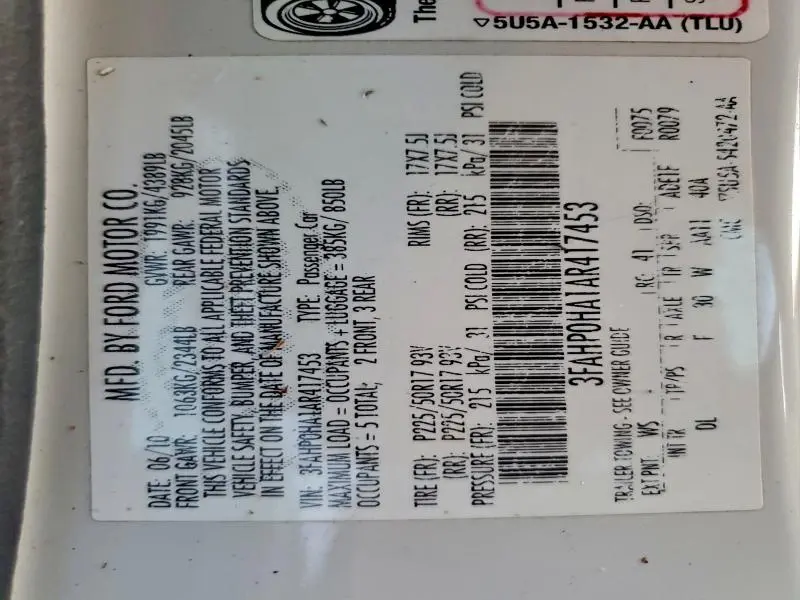 The
▽5U5A-1532-AA (TLU)
MFD. BY FORD MOTOR CO.
DATE: 06/10 GVWR: 1991KG/4389LB
FRONT GAWR: 1063KG/2344LB REAR GAWR: 928KG/2045LB
THIS VEHICLE CONFORMS TO ALL APPLICABLE FEDERAL MOTOR
VEHICLE SAFETY, BUMPER, AND THEFT PREVENTION STANDARDS
IN EFFECT ON THE DATE OF MANUFACTURE SHOWN ABOVE,
VIN: 3FAHP0HA1AR417453 TYPE: Passenger Car
MAXIMUM LOAD = OCCUPANTS + LUGGAGE = 385KG/ 850LB
OCCUPANTS = 5 TOTAL; 2 FRONT, 3 REAR
TIRE (FR): P225/50R17 93V RIMS (FR): 17X7.5J
(RR): P225/50R17 93V (RR): 17X7.5J
PRESSURE (FR): 215 kPa/ 31 PSI COLD (RR): 215 kPa/ 31 PSI COLD
3FAHP0HA1AR417453
TRAILER TOWING - SEE OWNER GUIDE
EXT PNT: WS RC: 41 DSO: F0075
INT TR TP/PS R AXLE TR SPR ADE1F R0079
DL F 30 W AA11 40A